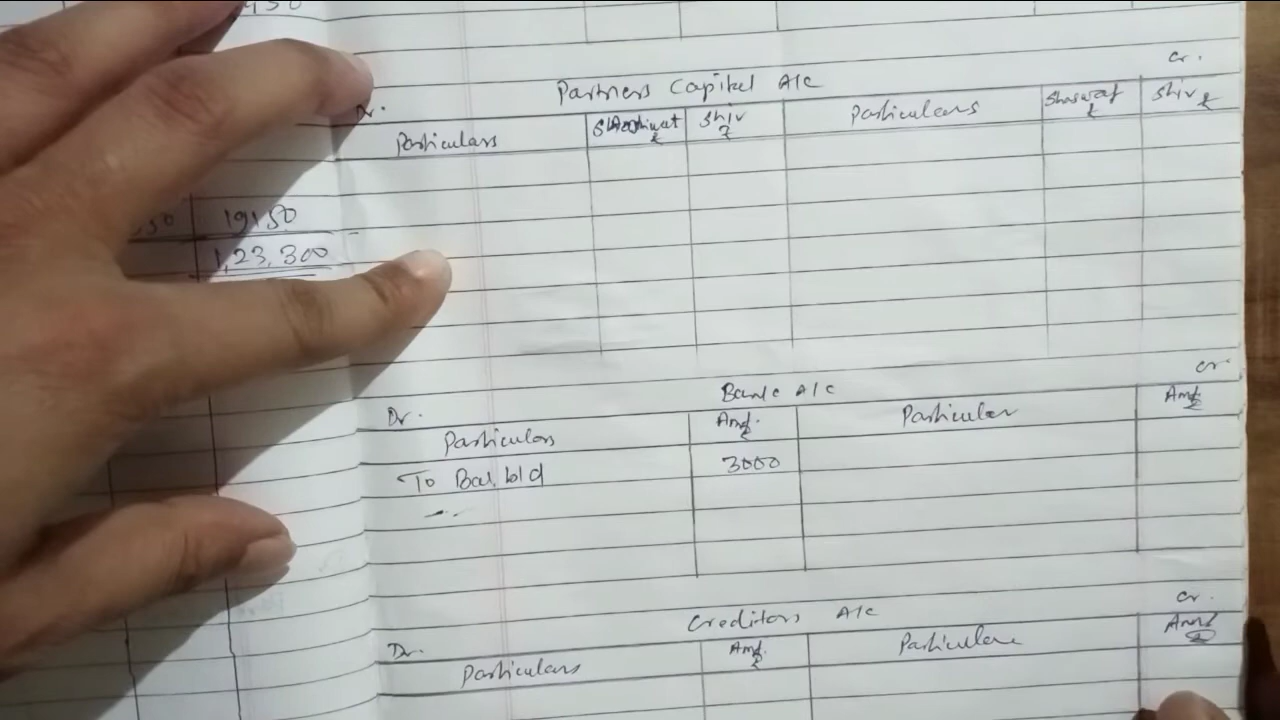 Partners Capital A/c
cr.
Dr.
Particulars Shashwat ₹ Shiv ₹ Particulars Shaswat ₹ Shiv ₹
19150
1,23,300
Bank A/c
cr.
Dr.
Particulars Amt. ₹ Particular Amt ₹
To Bal. b/d 3000
Creditors A/c
cr.
Dr.
Particulars Amt. ₹ Particular Amt